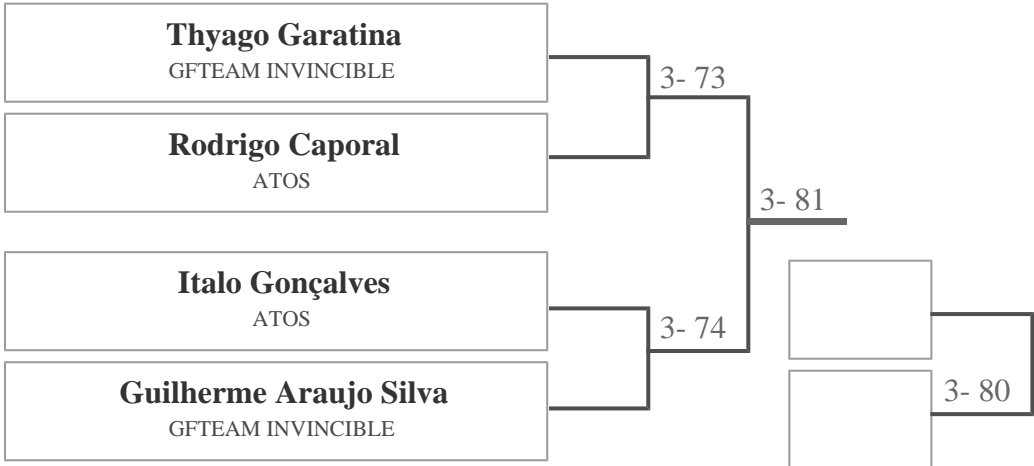 Thyago Garatina
GFTEAM INVINCIBLE
3- 73
Rodrigo Caporal
ATOS
3- 81
Italo Gonçalves
ATOS
3- 74
Guilherme Araujo Silva
GFTEAM INVINCIBLE
3- 80